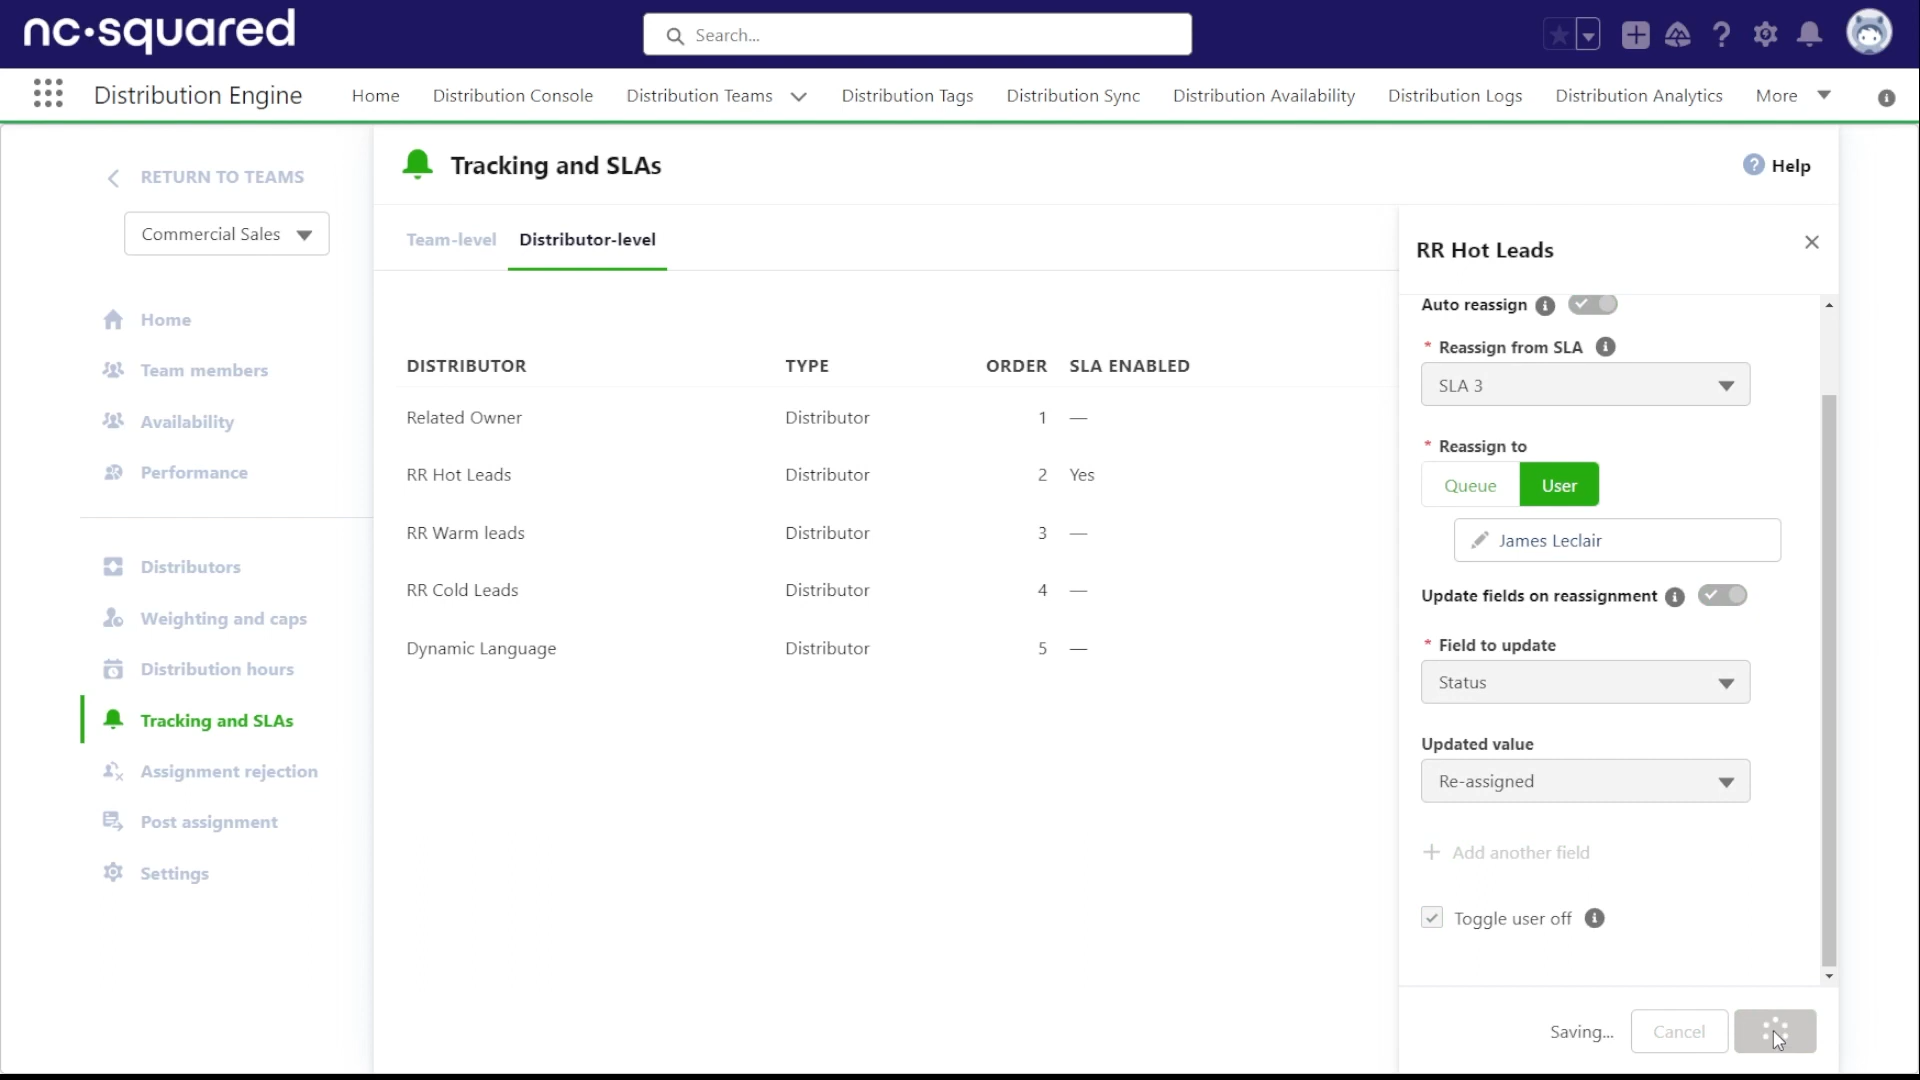 nc·squared
Search...
Distribution Engine
Home
Distribution Console
Distribution Teams
Distribution Tags
Distribution Sync
Distribution Availability
Distribution Logs
Distribution Analytics
More
RETURN TO TEAMS
Commercial Sales
Home
Team members
Availability
Performance
Distributors
Weighting and caps
Distribution hours
Tracking and SLAs
Assignment rejection
Post assignment
Settings
Tracking and SLAs
Help
Team-level
Distributor-level
DISTRIBUTOR TYPE ORDER SLA ENABLED
Related Owner Distributor 1 —
RR Hot Leads Distributor 2 Yes
RR Warm leads Distributor 3 —
RR Cold Leads Distributor 4 —
Dynamic Language Distributor 5 —
RR Hot Leads
Auto reassign
* Reassign from SLA
SLA 3
* Reassign to
Queue User
James Leclair
Update fields on reassignment
* Field to update
Status
Updated value
Re-assigned
+ Add another field
Toggle user off
Saving... Cancel